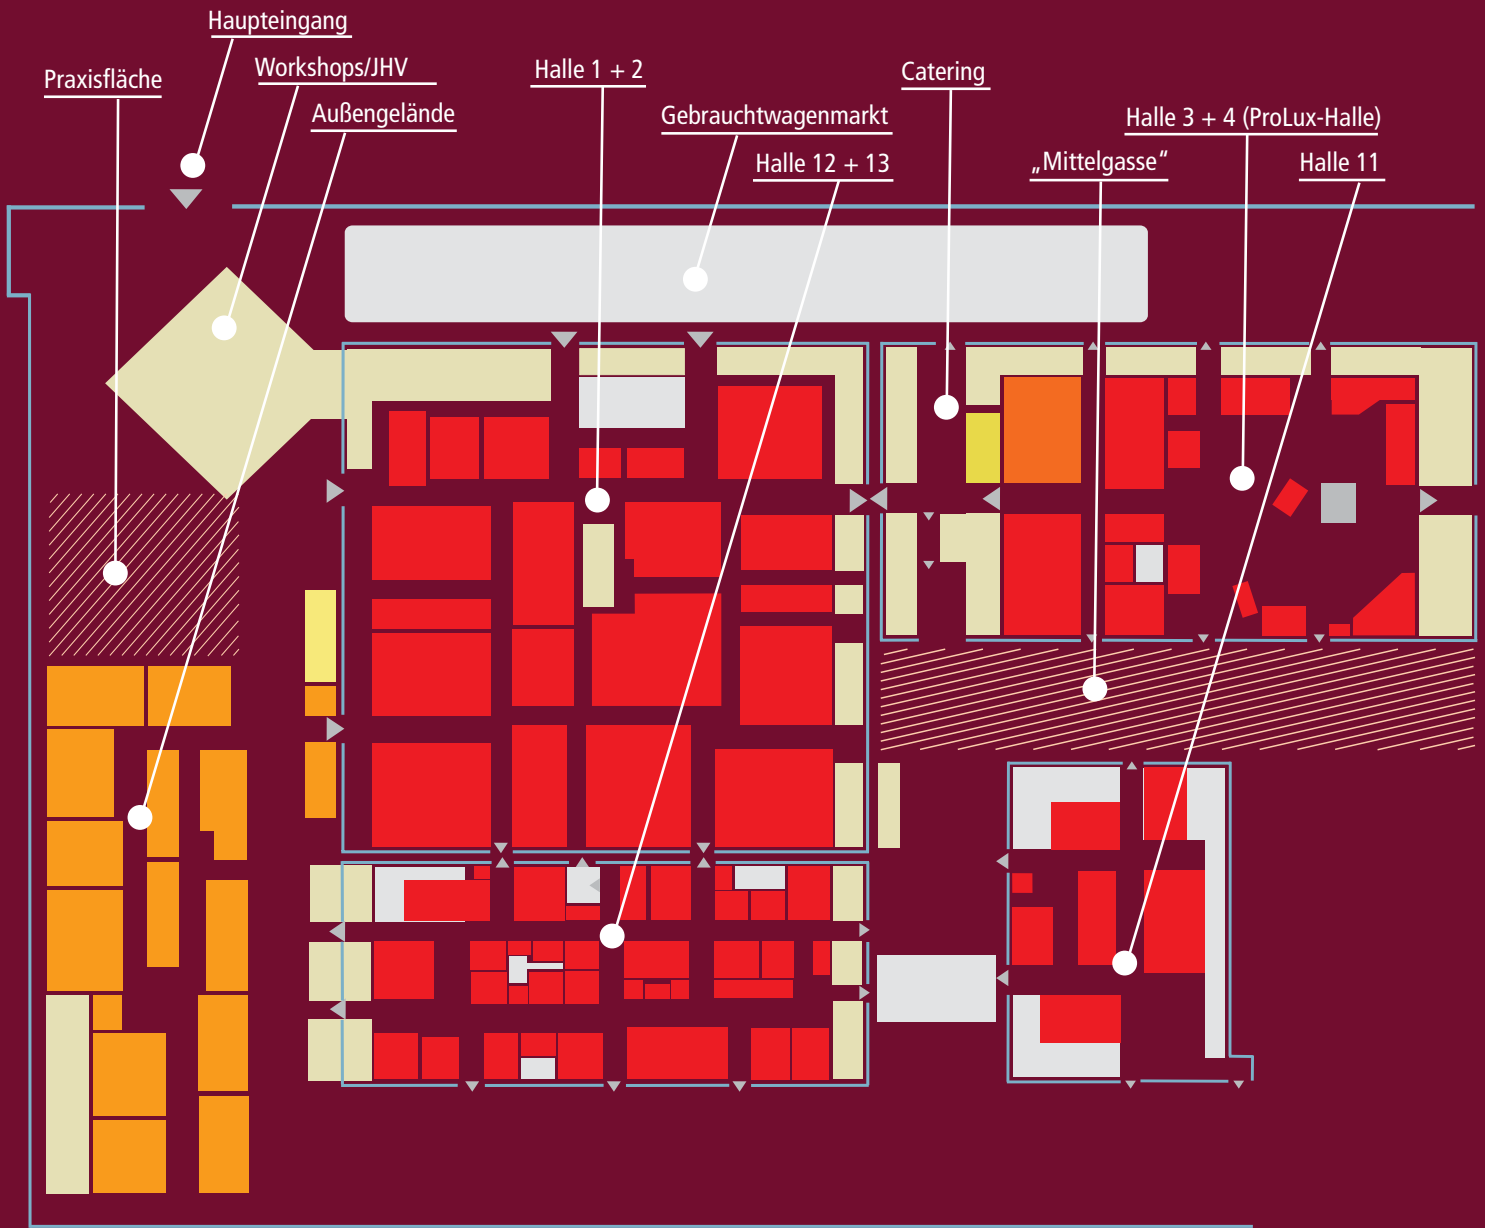 Haupteingang
Workshops/JHV
Praxisfläche
Außengelände
Halle 1 + 2
Gebrauchtwagenmarkt
Halle 12 + 13
Catering
„Mittelgasse“
Halle 3 + 4 (ProLux-Halle)
Halle 11